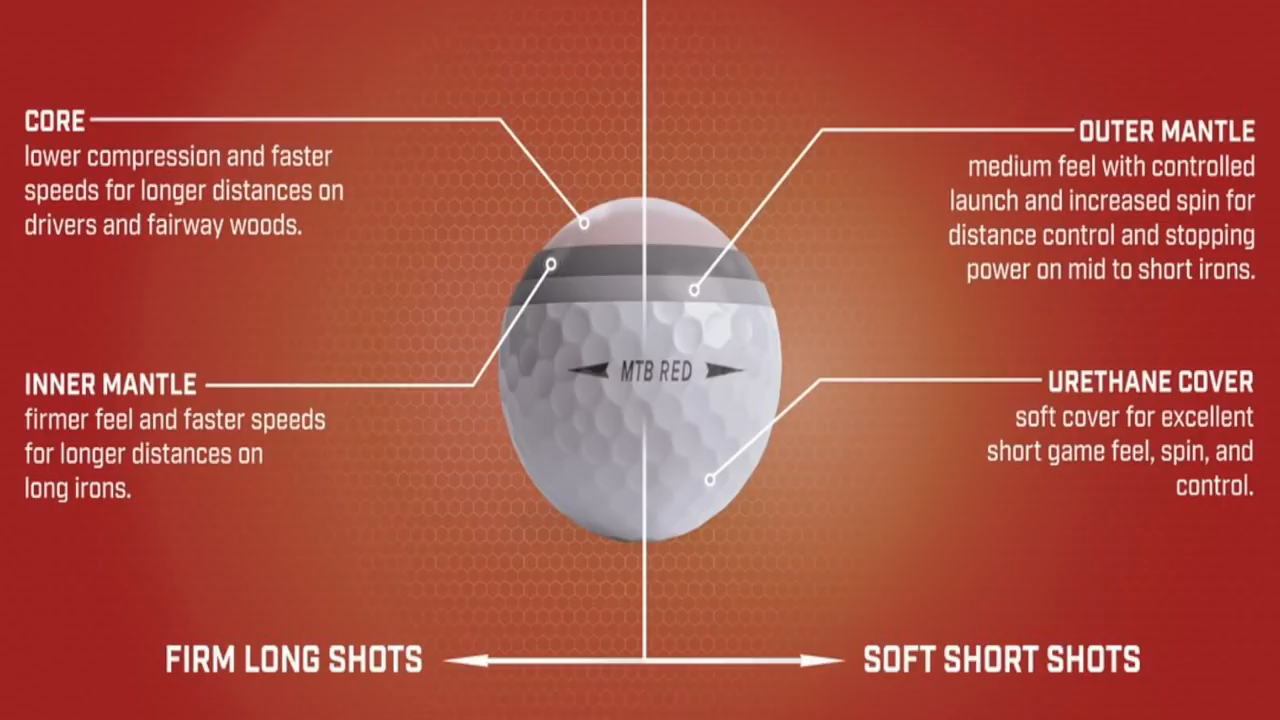 CORE
lower compression and faster
speeds for longer distances on
drivers and fairway woods.
INNER MANTLE
firmer feel and faster speeds
for longer distances on
long irons.
OUTER MANTLE
medium feel with controlled
launch and increased spin for
distance control and stopping
power on mid to short irons.
URETHANE COVER
soft cover for excellent
short game feel, spin, and
control.
MTB RED
FIRM LONG SHOTS
SOFT SHORT SHOTS